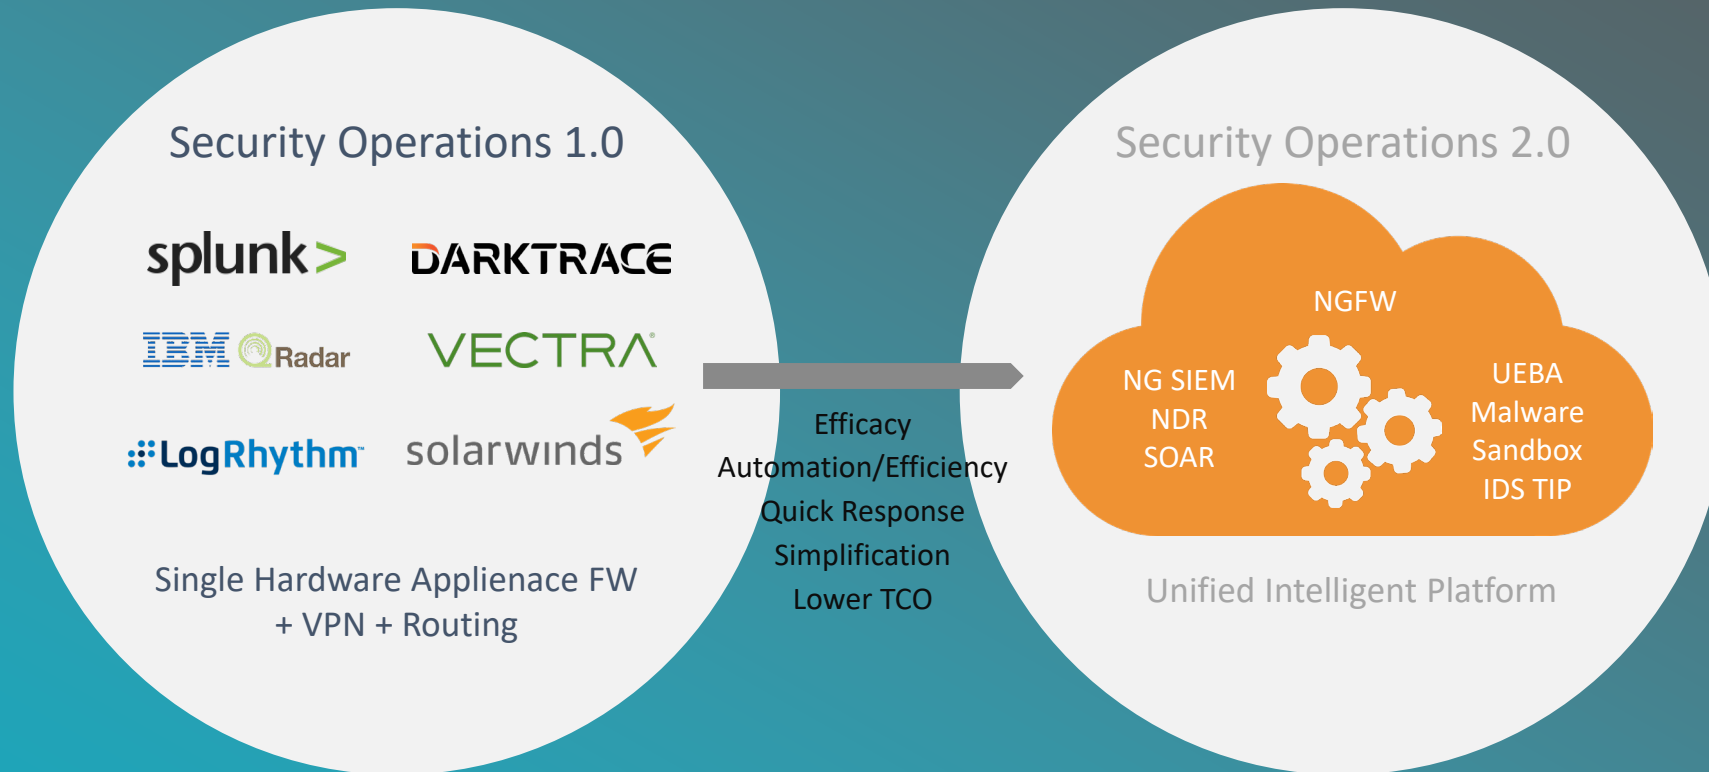 Security Operations 1.0
splunk>
DARKTRACE
IBM QRadar
VECTRA®
LogRhythm™
solarwinds
Single Hardware Applienace FW
+ VPN + Routing
Efficacy
Automation/Efficiency
Quick Response
Simplification
Lower TCO
Security Operations 2.0
NGFW
NG SIEM
NDR
SOAR
UEBA
Malware
Sandbox
IDS TIP
Unified Intelligent Platform